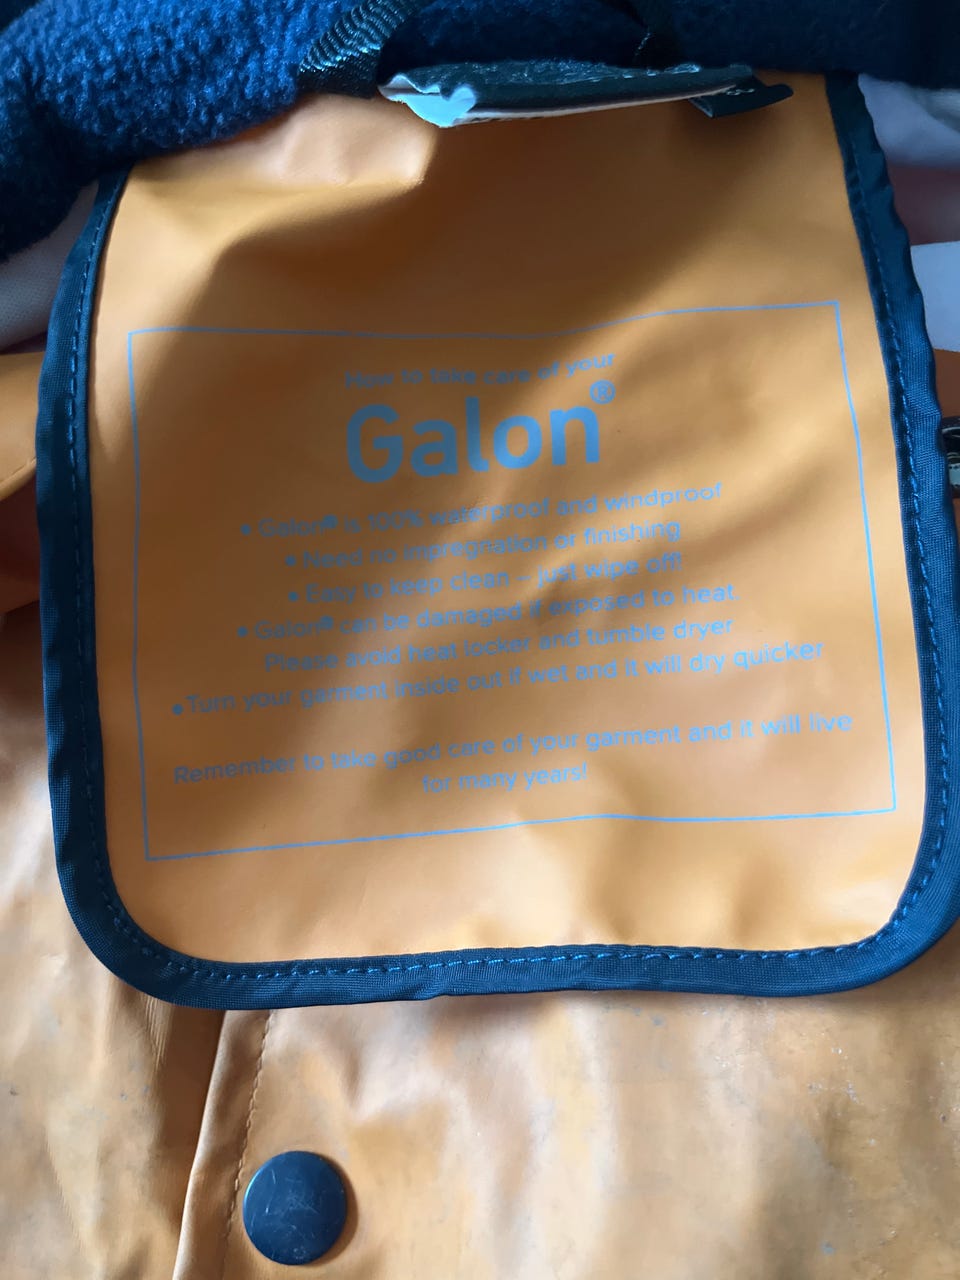 How to take care of your
Galon®
• Galon® is 100% waterproof and windproof
• Need no impregnation or finishing
• Easy to keep clean – just wipe off!
• Galon® can be damaged if exposed to heat.
Please avoid heat locker and tumble dryer
• Turn your garment inside out if wet and it will dry quicker
Remember to take good care of your garment and it will live
for many years!